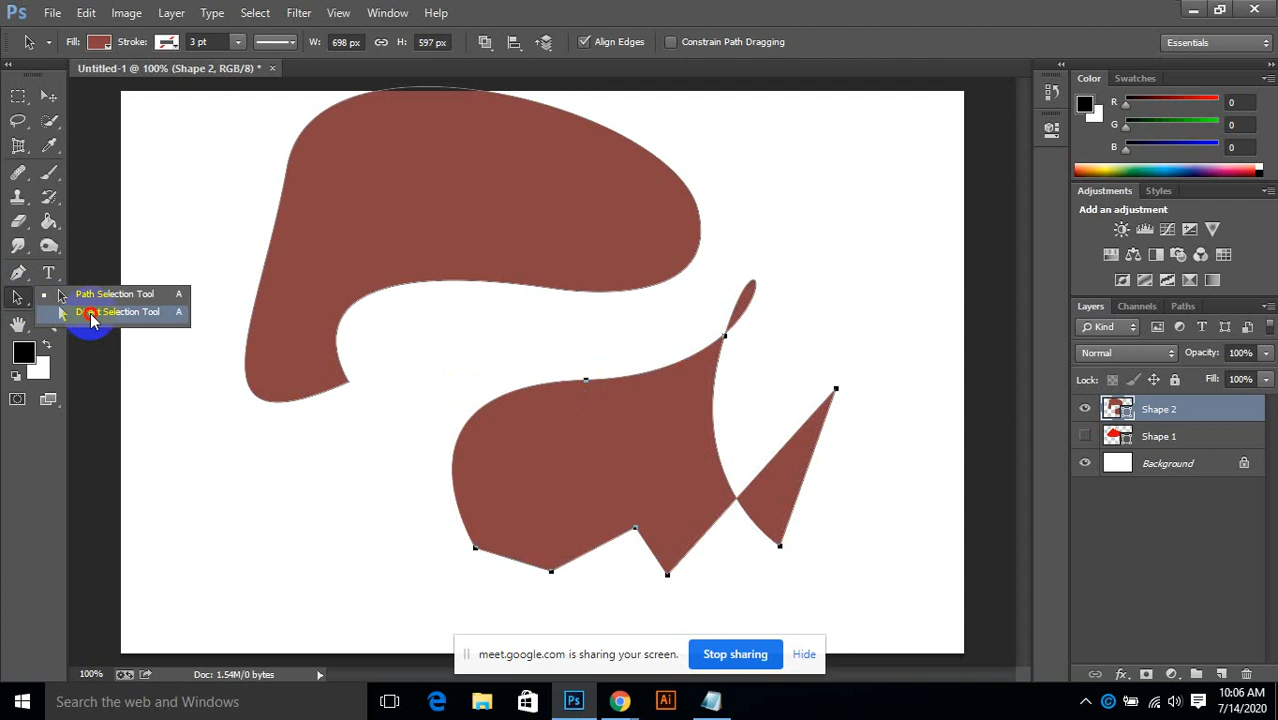 Ps File Edit Image Layer Type Select Filter View Window Help
Fill: Stroke: 3 pt W: 698 px H: 597 px Align Edges Constrain Path Dragging Essentials
Untitled-1 @ 100% (Shape 2, RGB/8) * ×
Color Swatches
R 0
G 0
B 0
Adjustments Styles
Add an adjustment
T
Path Selection Tool A
Direct Selection Tool A
Layers Channels Paths
Kind T
Normal Opacity: 100%
Lock: Fill: 100%
Shape 2
Shape 1
Background
meet.google.com is sharing your screen. Stop sharing Hide
100% Doc: 1.54M/0 bytes
fx
Search the web and Windows
Ps Ai
10:06 AM
7/14/2020